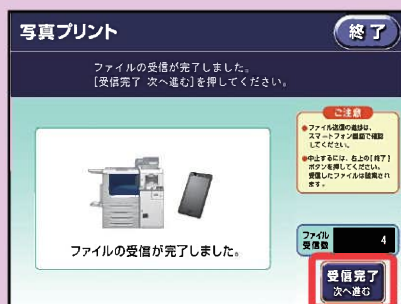 写真プリント
終了
ファイルの受信が完了しました。
[受信完了 次へ進む]を押してください。
ご注意
●ファイル送信の進捗は、
スマートフォン画面で確認
してください。
●中止するには、右上の[終了]
ボタンを押してください。
受信したファイルは破棄され
ます。
ファイルの受信が完了しました。
ファイル
受信数
4
受信完了
次へ進む